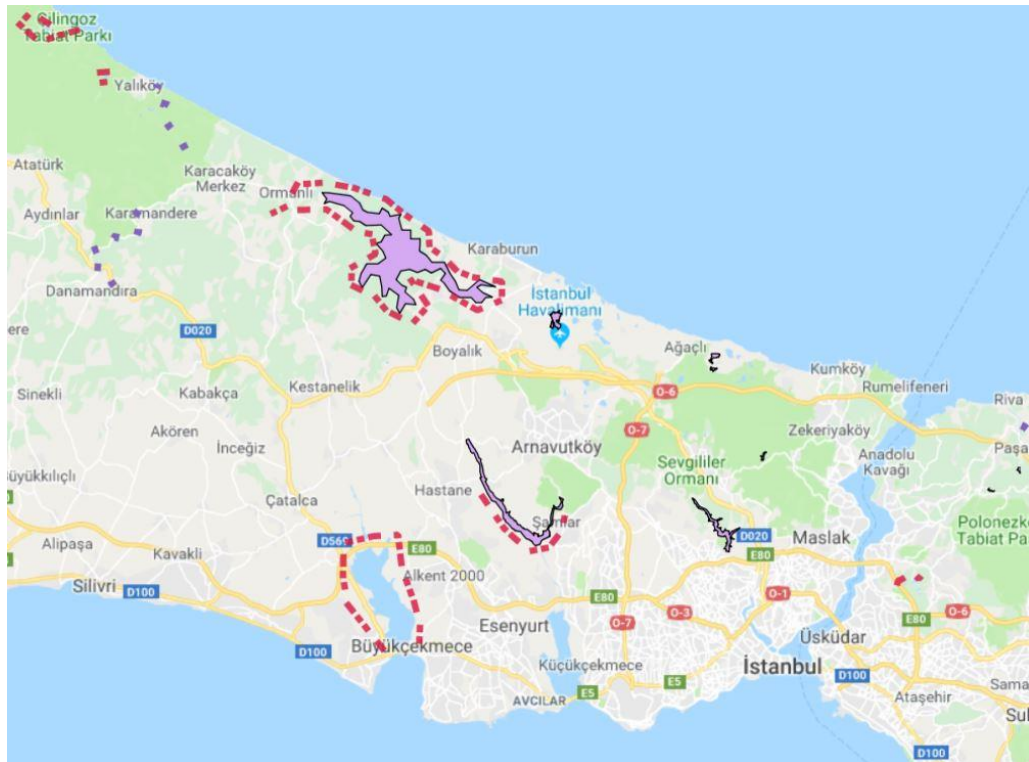 Çilingoz
Tabiat Parkı
Yalıköy
Atatürk
Karacaköy
Merkez
Ormanlı
Aydınlar
Karamandere
Karaburun
Danamandıra
İstanbul
Havalimanı
D020
Boyalık
Ağaçlı
Kumköy
Rumelifeneri
Sinekli
Kabakça
Kestanelik
O-6
Riva
Akören
İnceğiz
Arnavutköy
O-7
Zekeriyaköy
Paşa
Anadolu
Kavağı
Sevgililer
Ormanı
Büyükkılıçlı
Hastane
Çatalca
Şamlar
Polonezk
Tabiat Pa
Alipaşa
Kavakli
D569
E80
D020
Maslak
E80
Silivri
D100
Alkent 2000
E80
O-3
O-1
E80
O-6
Esenyurt
O-7
Üsküdar
D100
Büyükçekmece
Küçükçekmece
E5
İstanbul
D100
Sama
AVCILAR
E5
Ataşehir
Sul
D100